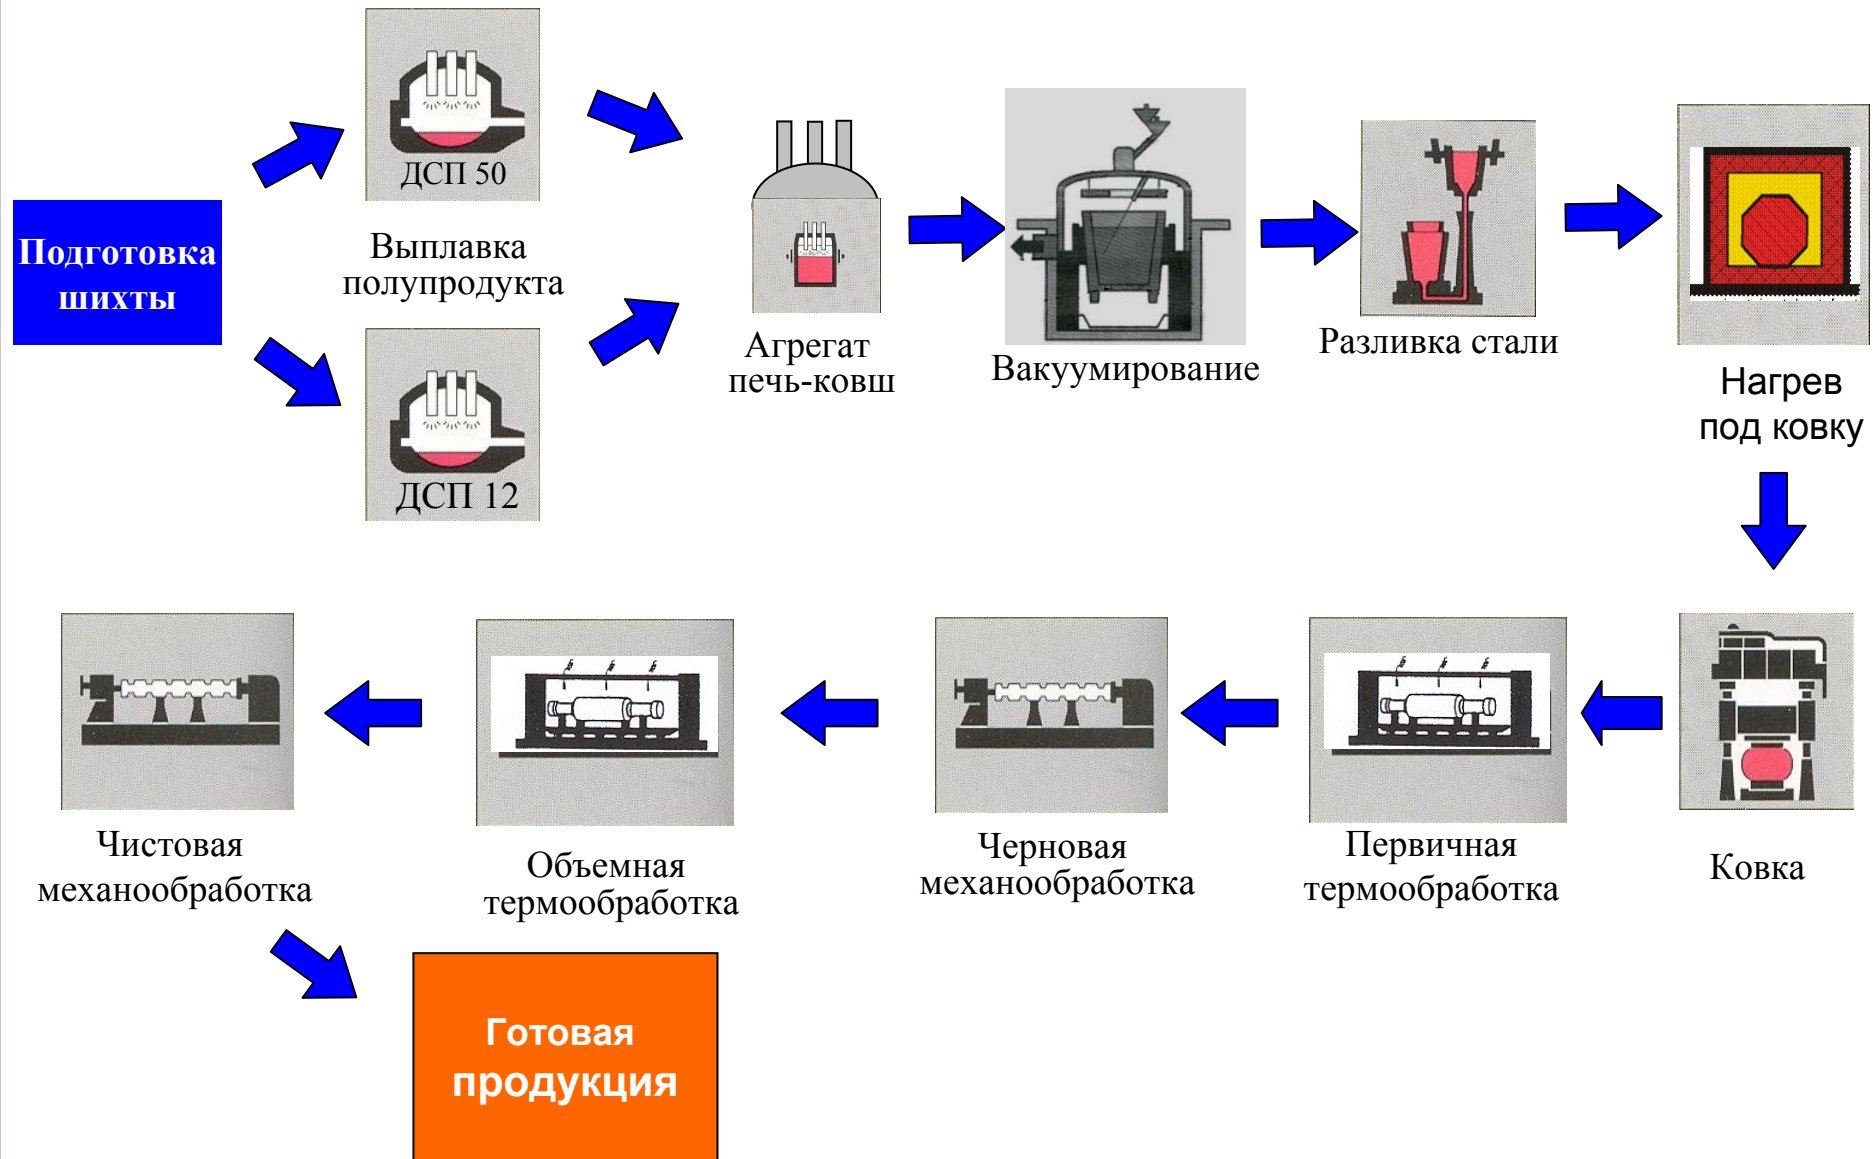 ДСП 50
Подготовка
шихты
Выплавка
полупродукта
ДСП 12
Агрегат
печь-ковш
Вакуумирование
Разливка стали
Нагрев
под ковку
Чистовая
механообработка
Объемная
термообработка
Черновая
механообработка
Первичная
термообработка
Ковка
Готовая
продукция